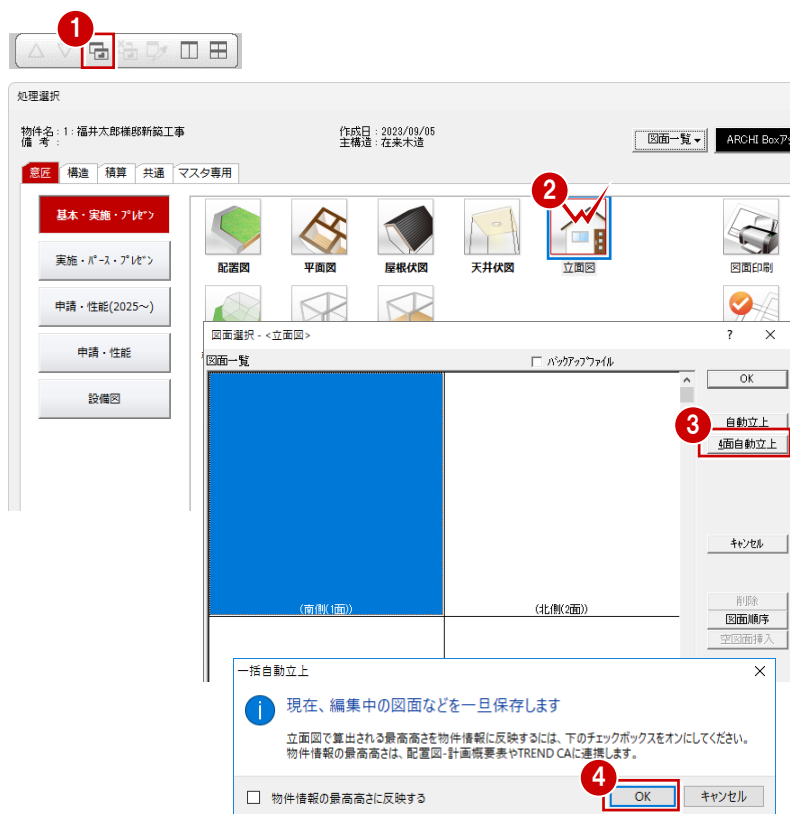 1
処理選択
物件名:1:福井太郎様邸新築工事
備 考 :
作成日:2023/09/05
主構造:在来木造
図面一覧
ARCHI Boxア
意匠 構造 積算 共通 マスタ専用
基本・実施・プレゼン
実施・パース・プレゼン
申請・性能(2025~)
申請・性能
設備図
2
配置図 平面図 屋根伏図 天井伏図 立面図 図面印刷
図面選択 - <立面図> ? ×
図面一覧
バックアップファイル
OK
3
自動立上
4面自動立上
キャンセル
(南側(1面)) (北側(2面))
削除
図面順序
空図面挿入
一括自動立上 ×
現在、編集中の図面などを一旦保存します
立面図で算出される最高高さを物件情報に反映するには、下のチェックボックスをオンにしてください。
物件情報の最高高さは、配置図-計画概要表やTREND CAに連携します。
4
物件情報の最高高さに反映する
OK キャンセル